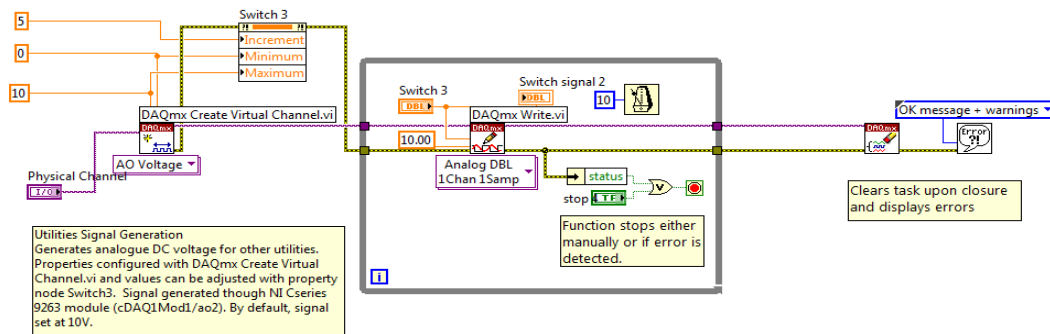 Switch 3
5
Increment
0
Minimum
Maximum
10
DAQmx Create Virtual Channel.vi
DAQmx
AO Voltage
Physical Channel
I/O
Switch 3
DBL
Switch signal 2
DBL
10
DAQmx Write.vi
DAQmx
10.00
Analog DBL
1Chan 1Samp
status
stop
TF
Function stops either
manually or if error is
detected.
i
OK message + warnings
DAQmx
Error
?!
Clears task upon closure
and displays errors
Utilities Signal Generation
Generates analogue DC voltage for other utilities.
Properties configured with DAQmx Create Virtual
Channel.vi and values can be adjusted with property
node Switch3. Signal generated though NI Cseries
9263 module (cDAQ1Mod1/ao2). By default, signal
set at 10V.